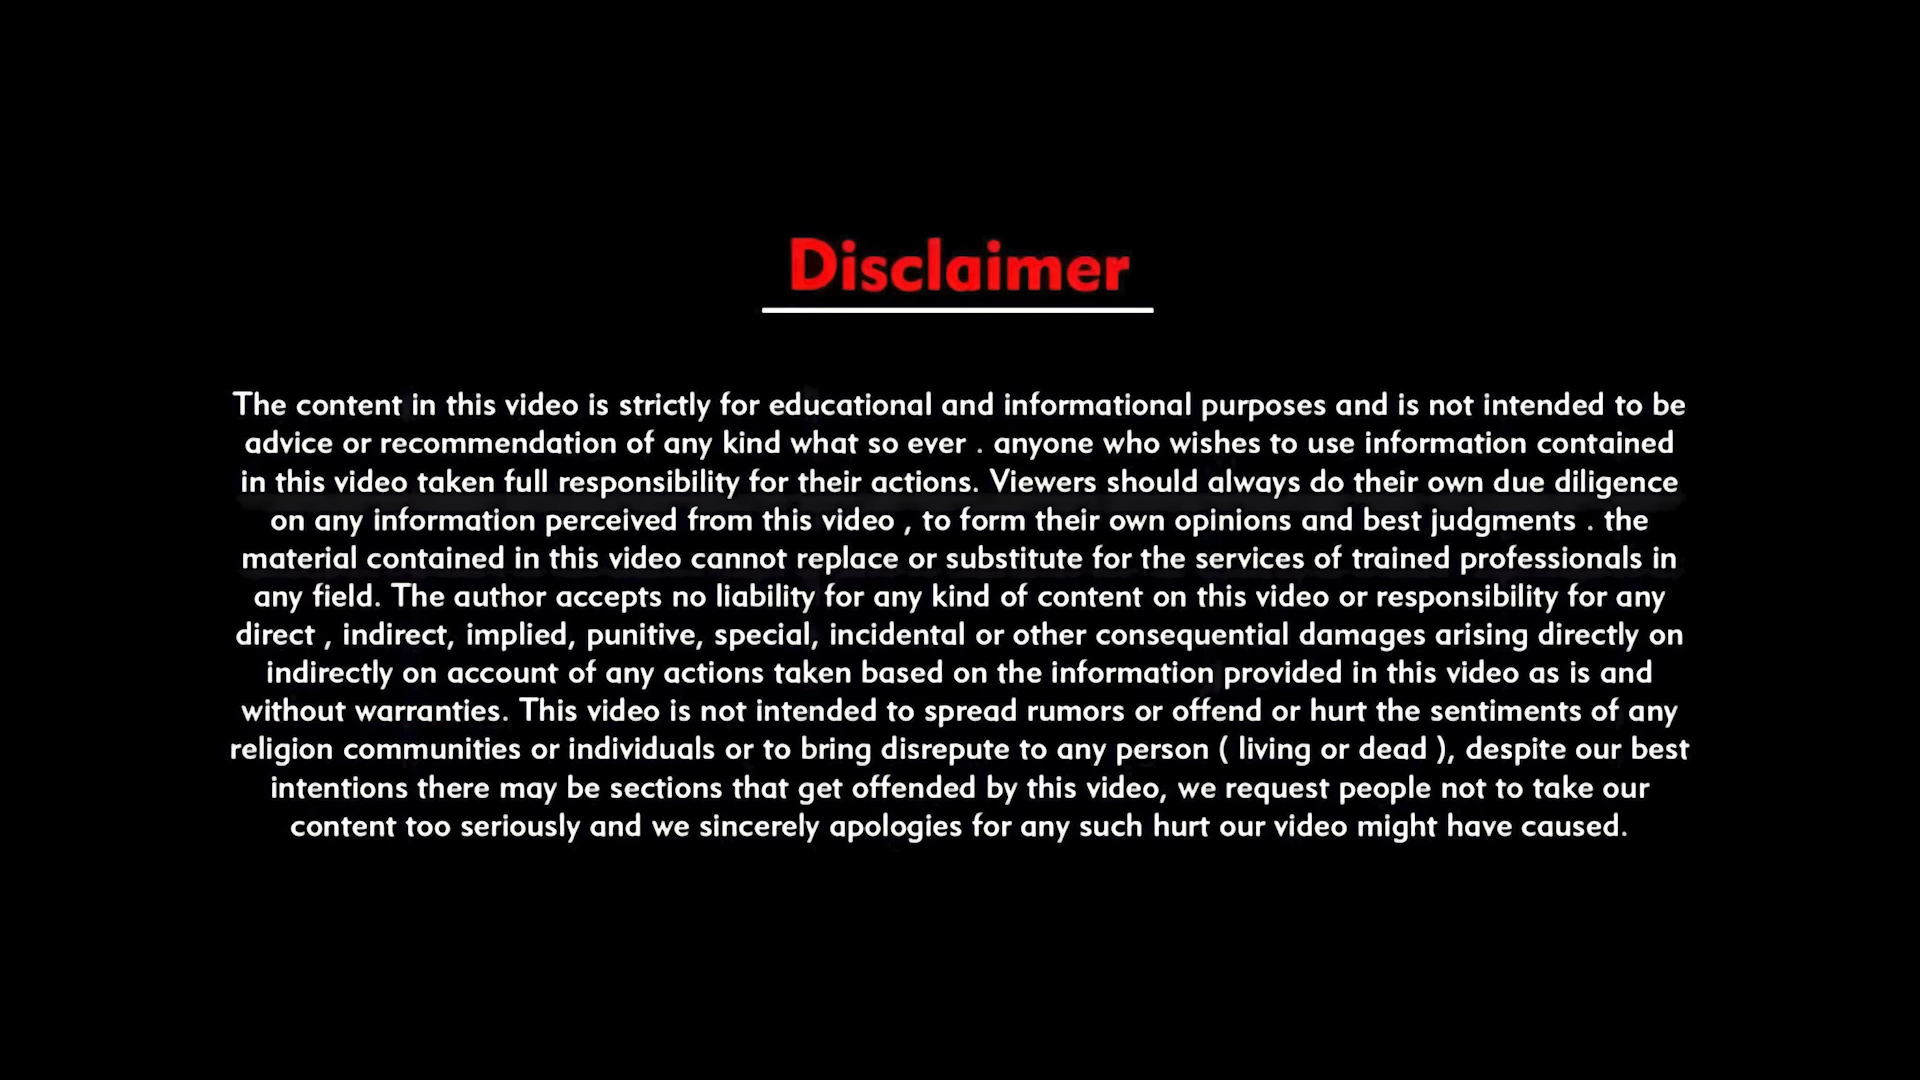 Disclaimer
The content in this video is strictly for educational and informational purposes and is not intended to be
advice or recommendation of any kind what so ever . anyone who wishes to use information contained
in this video taken full responsibility for their actions. Viewers should always do their own due diligence
on any information perceived from this video , to form their own opinions and best judgments . the
material contained in this video cannot replace or substitute for the services of trained professionals in
any field. The author accepts no liability for any kind of content on this video or responsibility for any
direct , indirect, implied, punitive, special, incidental or other consequential damages arising directly on
indirectly on account of any actions taken based on the information provided in this video as is and
without warranties. This video is not intended to spread rumors or offend or hurt the sentiments of any
religion communities or individuals or to bring disrepute to any person ( living or dead ), despite our best
intentions there may be sections that get offended by this video, we request people not to take our
content too seriously and we sincerely apologies for any such hurt our video might have caused.